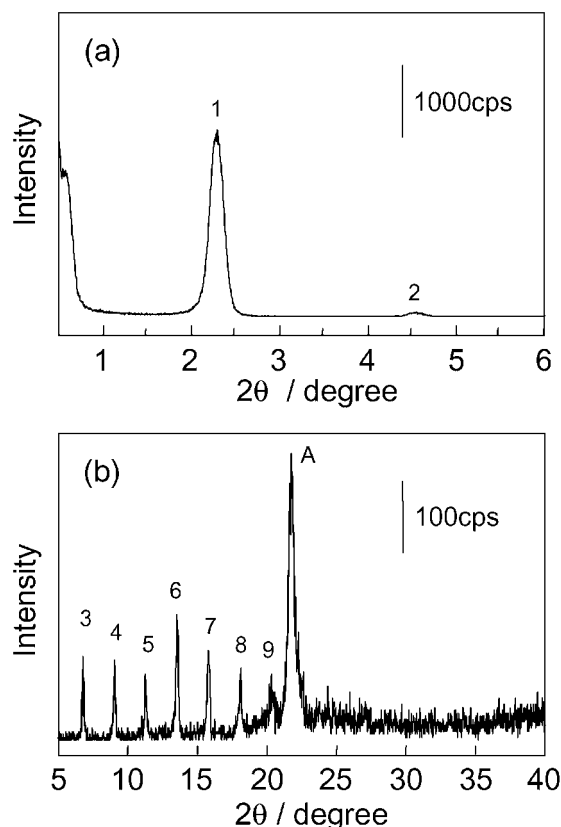 (a)
1
1000cps
2
Intensity
1 2 3 4 5 6
2θ / degree
(b)
A
100cps
6
3 4 5 7 8 9
Intensity
5 10 15 20 25 30 35 40
2θ / degree